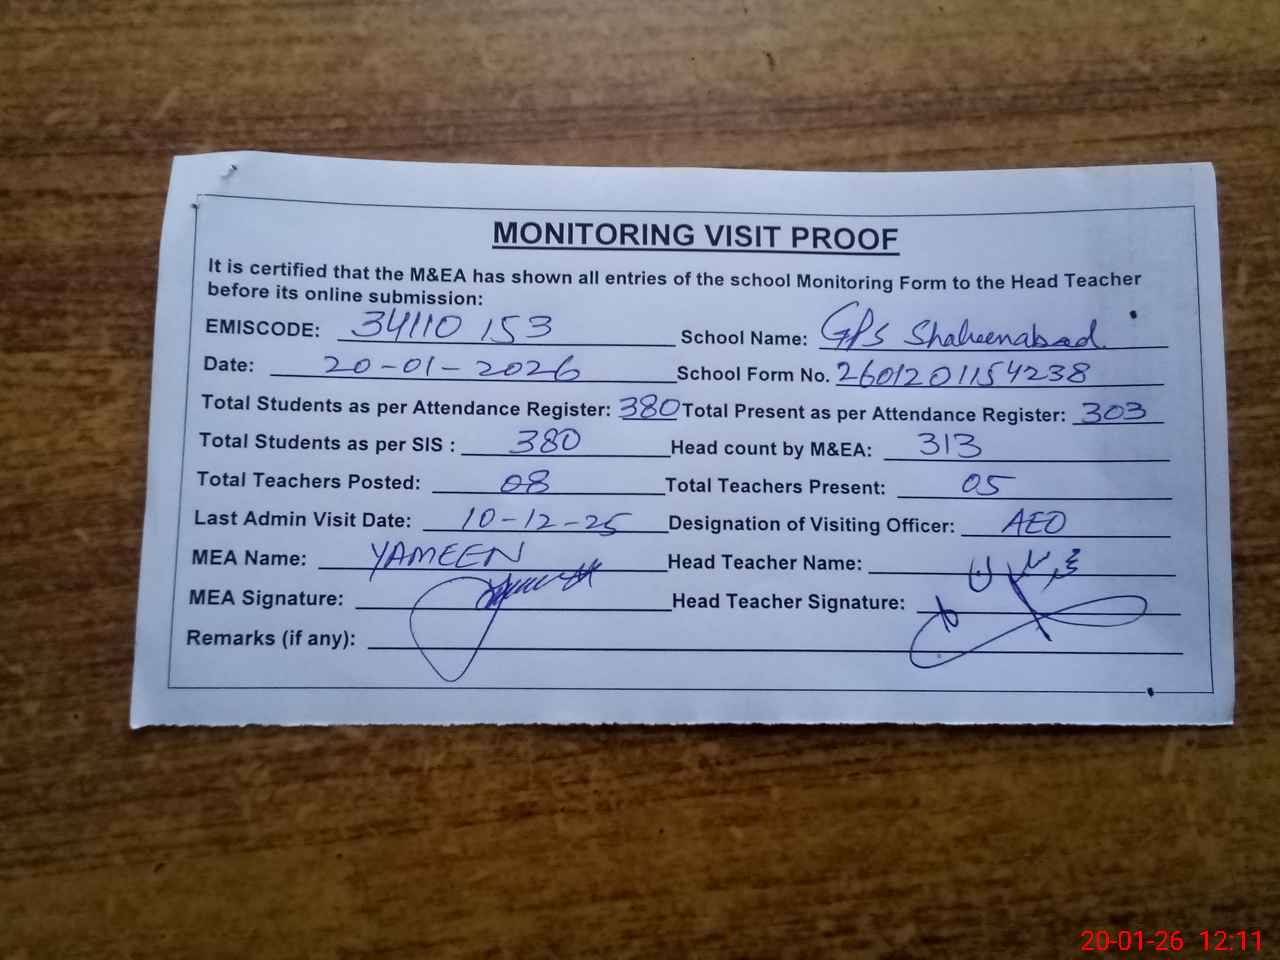 MONITORING VISIT PROOF
It is certified that the M&EA has shown all entries of the school Monitoring Form to the Head Teacher
before its online submission:
EMISCODE: 34110153 School Name: GPS Shaheenabad
Date: 20-01-2026 School Form No. 2601201154238
Total Students as per Attendance Register: 380 Total Present as per Attendance Register: 303
Total Students as per SIS : 380 Head count by M&EA: 313
Total Teachers Posted: 08 Total Teachers Present: 05
Last Admin Visit Date: 10-12-25 Designation of Visiting Officer: AEO
MEA Name: YAMEEN Head Teacher Name:
MEA Signature: Head Teacher Signature:
Remarks (if any):
20-01-26 12:11